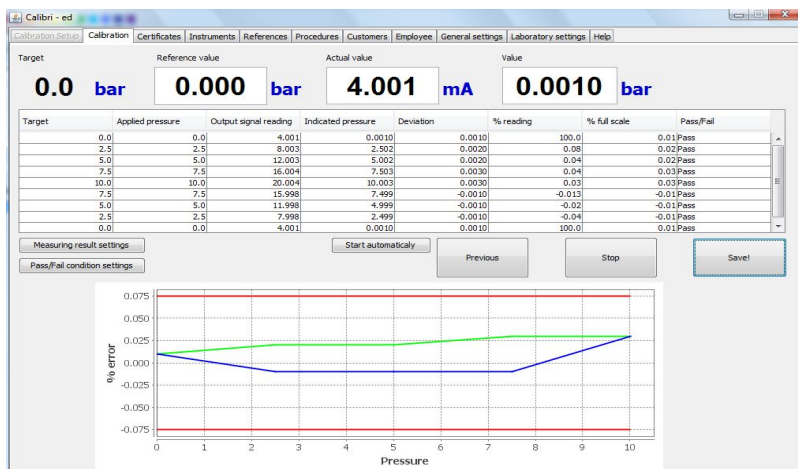 Calibri - ed
Calibration Setup Calibration Certificates Instruments References Procedures Customers Employee General settings Laboratory settings Help
Target Reference value Actual value Value
0.0 bar 0.000 bar 4.001 mA 0.0010 bar
Target Applied pressure Output signal reading Indicated pressure Deviation % reading % full scale Pass/Fail
0.0 0.0 4.001 0.0010 0.0010 100.0 0.01 Pass
2.5 2.5 8.003 2.502 0.0020 0.08 0.02 Pass
5.0 5.0 12.003 5.002 0.0020 0.04 0.02 Pass
7.5 7.5 16.004 7.503 0.0030 0.04 0.03 Pass
10.0 10.0 20.004 10.003 0.0030 0.03 0.03 Pass
7.5 7.5 15.998 7.499 -0.0010 -0.013 -0.01 Pass
5.0 5.0 11.998 4.999 -0.0010 -0.02 -0.01 Pass
2.5 2.5 7.998 2.499 -0.0010 -0.04 -0.01 Pass
0.0 0.0 4.001 0.0010 0.0010 100.0 0.01 Pass
Measuring result settings Start automaticaly Previous Stop Save!
Pass/Fail condition settings
0.075
0.050
0.025
0.000
-0.025
-0.050
-0.075
% error
0 1 2 3 4 5 6 7 8 9 10
Pressure